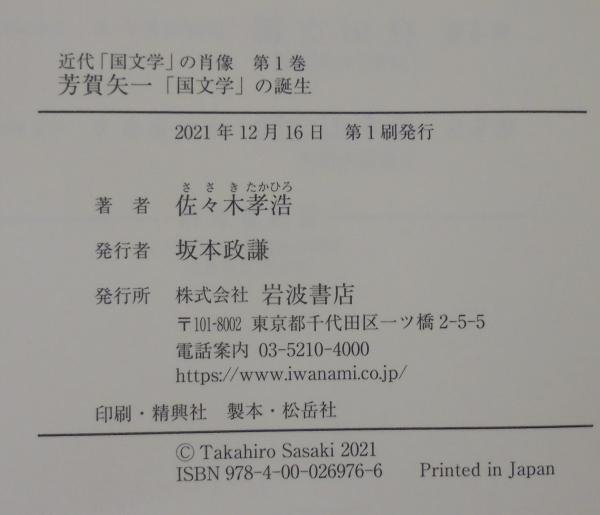 近代「国文学」の肖像　第1巻
芳賀矢一「国文学」の誕生
2021年12月16日　第1刷発行
ささきたかひろ
著　者　佐々木孝浩
発行者　坂本政謙
発行所　株式会社　岩波書店
〒101-8002　東京都千代田区一ツ橋2-5-5
電話案内　03-5210-4000
https://www.iwanami.co.jp/
印刷・精興社　製本・松岳社
© Takahiro Sasaki 2021
ISBN 978-4-00-026976-6　Printed in Japan